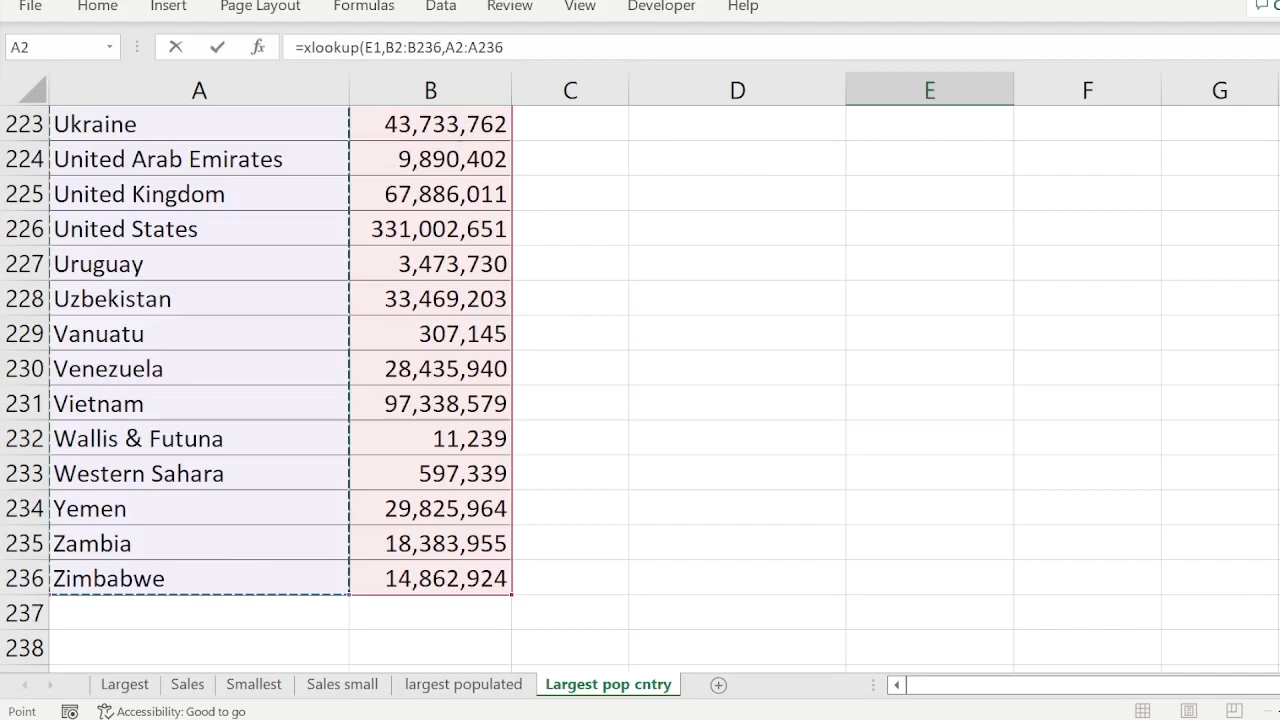 File Home Insert Page Layout Formulas Data Review View Developer Help
A2 fx =xlookup(E1,B2:B236,A2:A236
A B C D E F G
223 Ukraine 43,733,762
224 United Arab Emirates 9,890,402
225 United Kingdom 67,886,011
226 United States 331,002,651
227 Uruguay 3,473,730
228 Uzbekistan 33,469,203
229 Vanuatu 307,145
230 Venezuela 28,435,940
231 Vietnam 97,338,579
232 Wallis & Futuna 11,239
233 Western Sahara 597,339
234 Yemen 29,825,964
235 Zambia 18,383,955
236 Zimbabwe 14,862,924
237
238
Largest Sales Smallest Sales small largest populated Largest pop cntry
Point Accessibility: Good to go